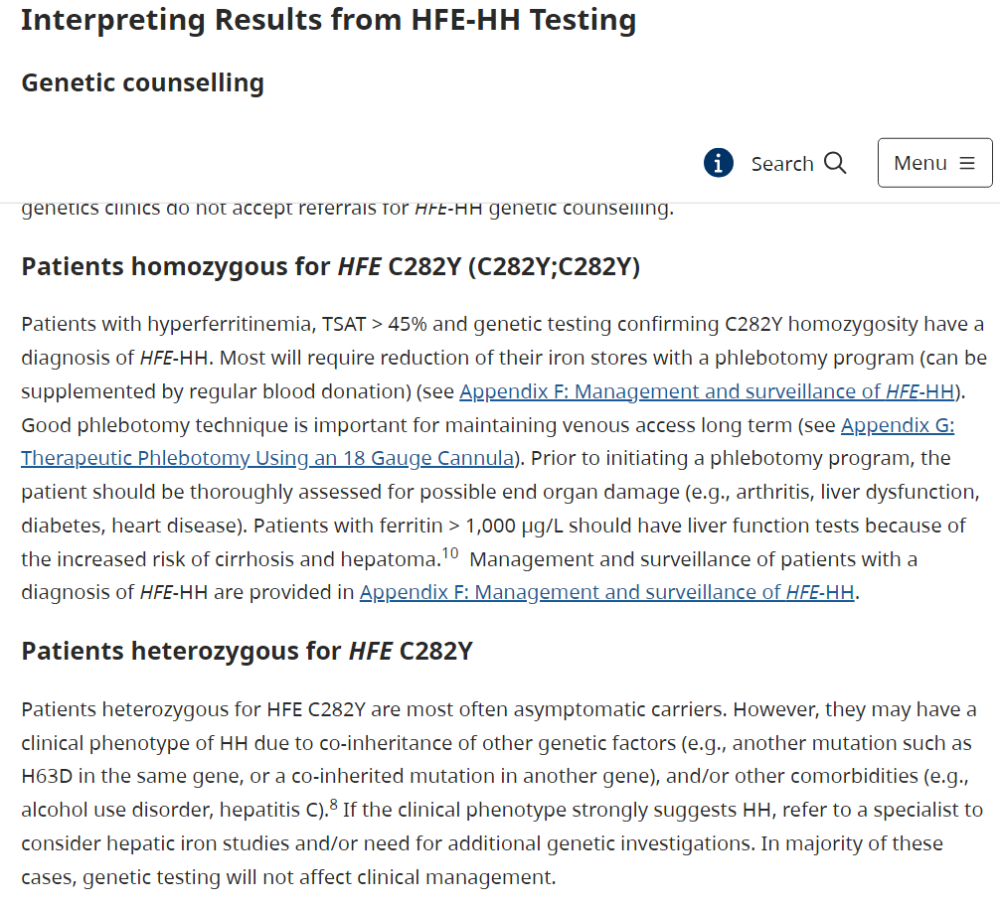 Interpreting Results from HFE-HH Testing
Genetic counselling
Search
Menu
genetics clinics do not accept referrals for HFE-HH genetic counselling.
Patients homozygous for HFE C282Y (C282Y;C282Y)
Patients with hyperferritinemia, TSAT > 45% and genetic testing confirming C282Y homozygosity have a
diagnosis of HFE-HH. Most will require reduction of their iron stores with a phlebotomy program (can be
supplemented by regular blood donation) (see Appendix F: Management and surveillance of HFE-HH).
Good phlebotomy technique is important for maintaining venous access long term (see Appendix G:
Therapeutic Phlebotomy Using an 18 Gauge Cannula). Prior to initiating a phlebotomy program, the
patient should be thoroughly assessed for possible end organ damage (e.g., arthritis, liver dysfunction,
diabetes, heart disease). Patients with ferritin > 1,000 µg/L should have liver function tests because of
the increased risk of cirrhosis and hepatoma.10 Management and surveillance of patients with a
diagnosis of HFE-HH are provided in Appendix F: Management and surveillance of HFE-HH.
Patients heterozygous for HFE C282Y
Patients heterozygous for HFE C282Y are most often asymptomatic carriers. However, they may have a
clinical phenotype of HH due to co-inheritance of other genetic factors (e.g., another mutation such as
H63D in the same gene, or a co-inherited mutation in another gene), and/or other comorbidities (e.g.,
alcohol use disorder, hepatitis C).8 If the clinical phenotype strongly suggests HH, refer to a specialist to
consider hepatic iron studies and/or need for additional genetic investigations. In majority of these
cases, genetic testing will not affect clinical management.